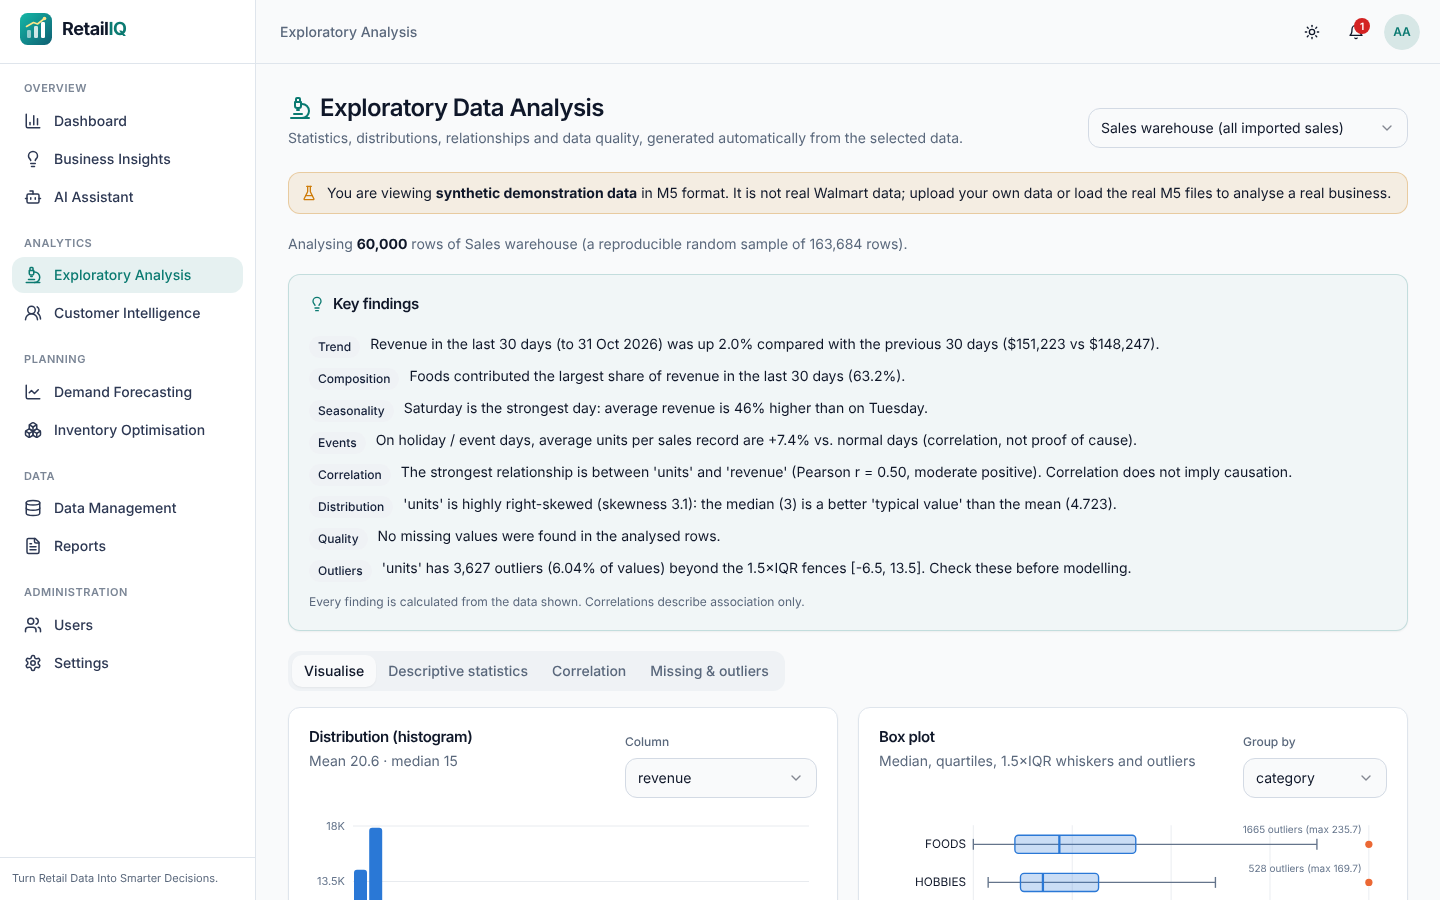 RetailIQ
Exploratory Analysis
1
AA
OVERVIEW
Dashboard
Business Insights
AI Assistant
ANALYTICS
Exploratory Analysis
Customer Intelligence
PLANNING
Demand Forecasting
Inventory Optimisation
DATA
Data Management
Reports
ADMINISTRATION
Users
Settings
Turn Retail Data Into Smarter Decisions.
Exploratory Data Analysis
Statistics, distributions, relationships and data quality, generated automatically from the selected data.
Sales warehouse (all imported sales)
You are viewing synthetic demonstration data in M5 format. It is not real Walmart data; upload your own data or load the real M5 files to analyse a real business.
Analysing 60,000 rows of Sales warehouse (a reproducible random sample of 163,684 rows).
Key findings
Trend Revenue in the last 30 days (to 31 Oct 2026) was up 2.0% compared with the previous 30 days ($151,223 vs $148,247).
Composition Foods contributed the largest share of revenue in the last 30 days (63.2%).
Seasonality Saturday is the strongest day: average revenue is 46% higher than on Tuesday.
Events On holiday / event days, average units per sales record are +7.4% vs. normal days (correlation, not proof of cause).
Correlation The strongest relationship is between 'units' and 'revenue' (Pearson r = 0.50, moderate positive). Correlation does not imply causation.
Distribution 'units' is highly right-skewed (skewness 3.1): the median (3) is a better 'typical value' than the mean (4.723).
Quality No missing values were found in the analysed rows.
Outliers 'units' has 3,627 outliers (6.04% of values) beyond the 1.5×IQR fences [-6.5, 13.5]. Check these before modelling.
Every finding is calculated from the data shown. Correlations describe association only.
Visualise Descriptive statistics Correlation Missing & outliers
Distribution (histogram)
Mean 20.6 · median 15
Column
revenue
18K
13.5K
Box plot
Median, quartiles, 1.5×IQR whiskers and outliers
Group by
category
1665 outliers (max 235.7)
FOODS
528 outliers (max 169.7)
HOBBIES